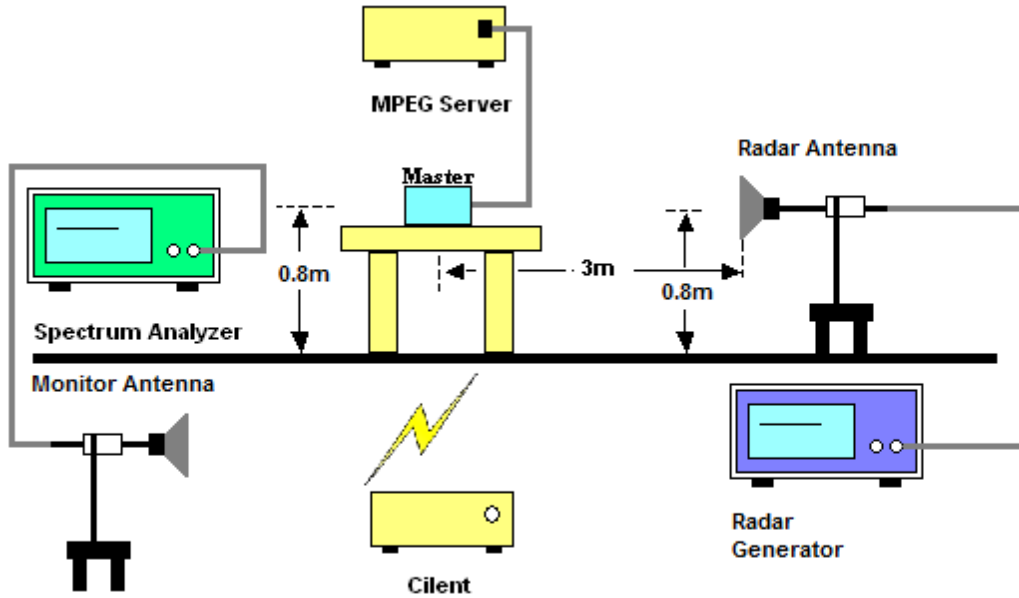 MPEG Server
Radar Antenna
Master
0.8m
3m
0.8m
Spectrum Analyzer
Monitor Antenna
Radar
Generator
Cilent